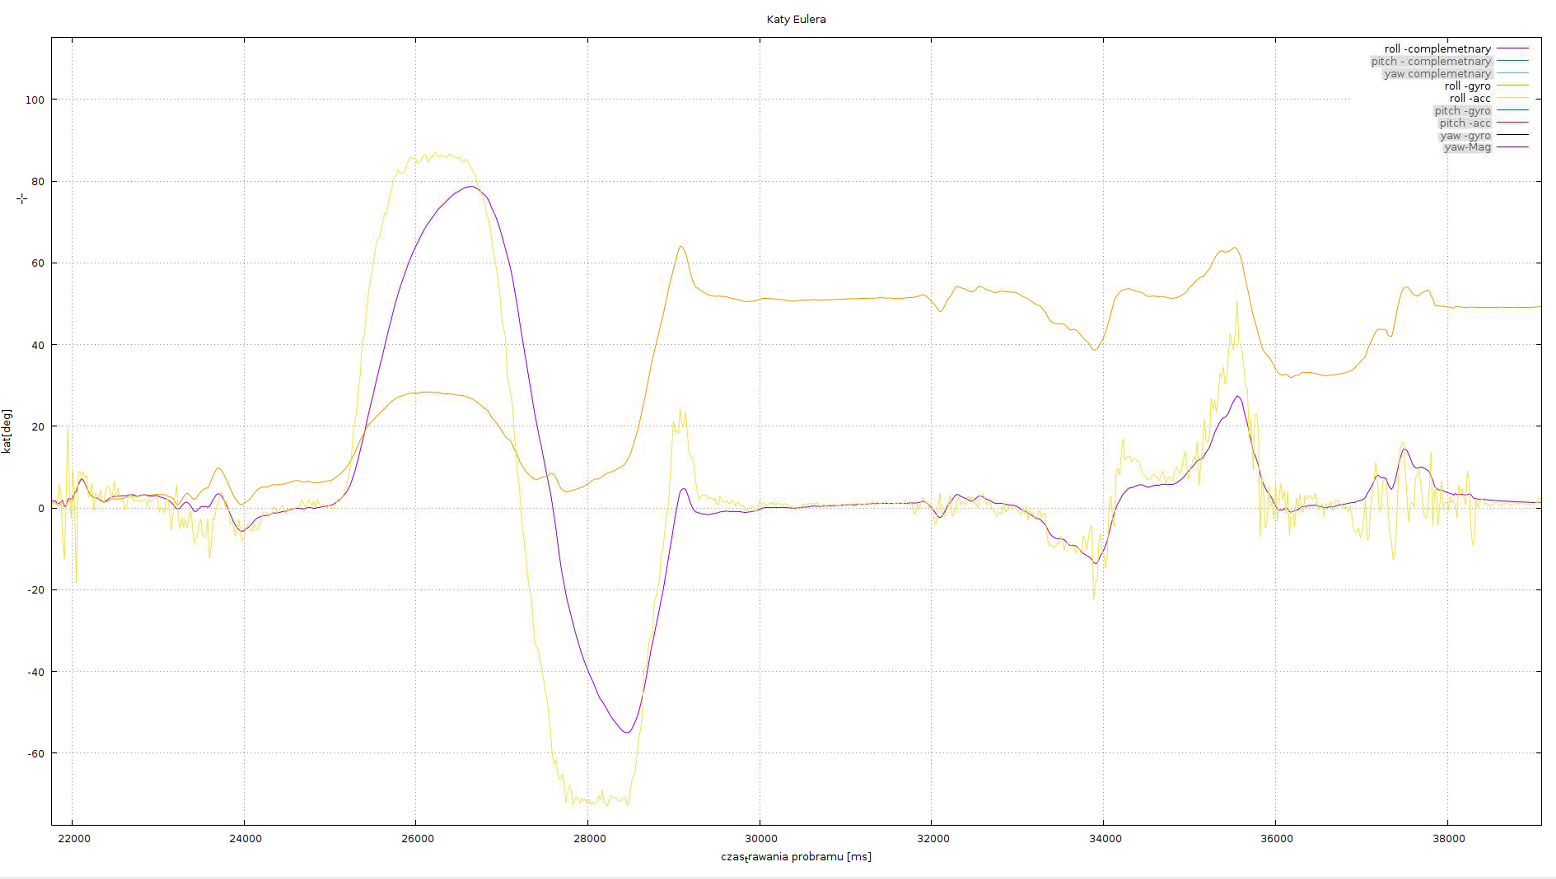 Katy Eulera
roll -complemetnary
pitch - complemetnary
yaw complemetnary
roll -gyro
roll -acc
pitch -gyro
pitch -acc
yaw -gyro
yaw-Mag
100
80
60
40
20
0
-20
-40
-60
kat[deg]
22000 24000 26000 28000 30000 32000 34000 36000 38000
czas trawania probramu [ms]